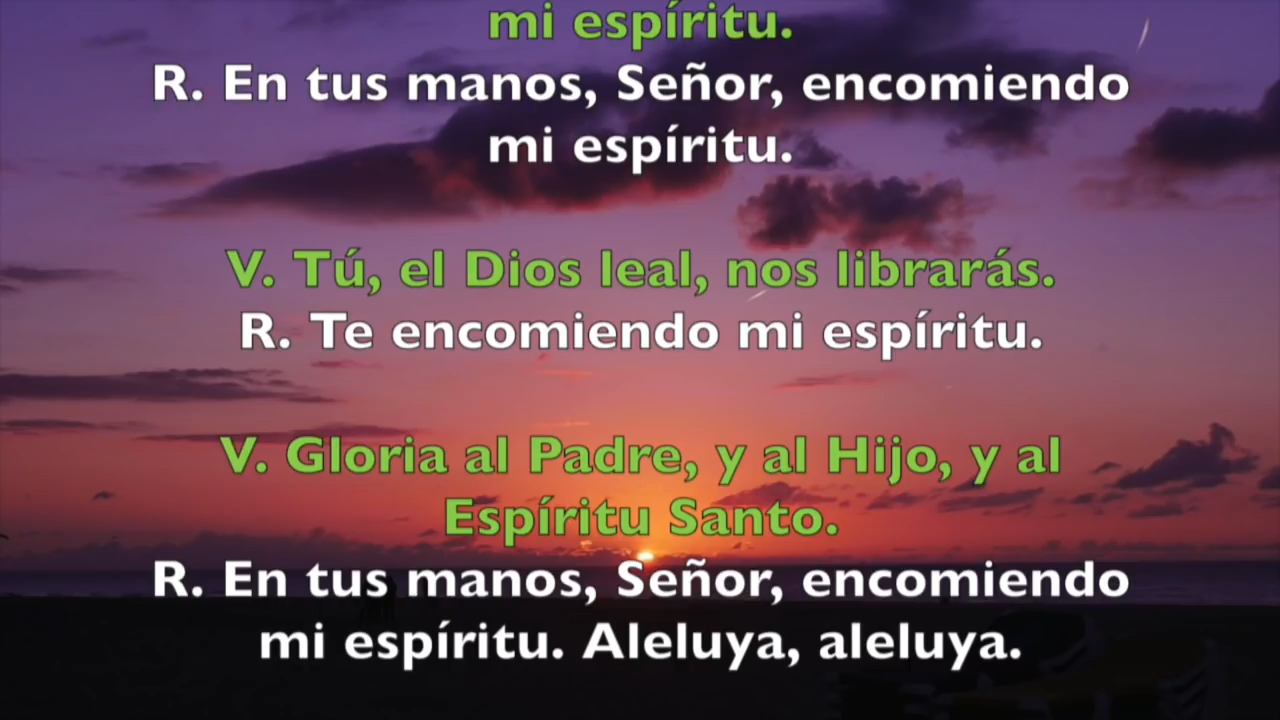 mi espíritu.
R. En tus manos, Señor, encomiendo
mi espíritu.
V. Tú, el Dios leal, nos librarás.
R. Te encomiendo mi espíritu.
V. Gloria al Padre, y al Hijo, y al
Espíritu Santo.
R. En tus manos, Señor, encomiendo
mi espíritu. Aleluya, aleluya.